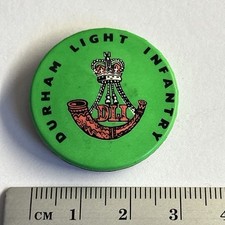 DURHAM LIGHT INFANTRY
DLI
CM 1 2 3 4